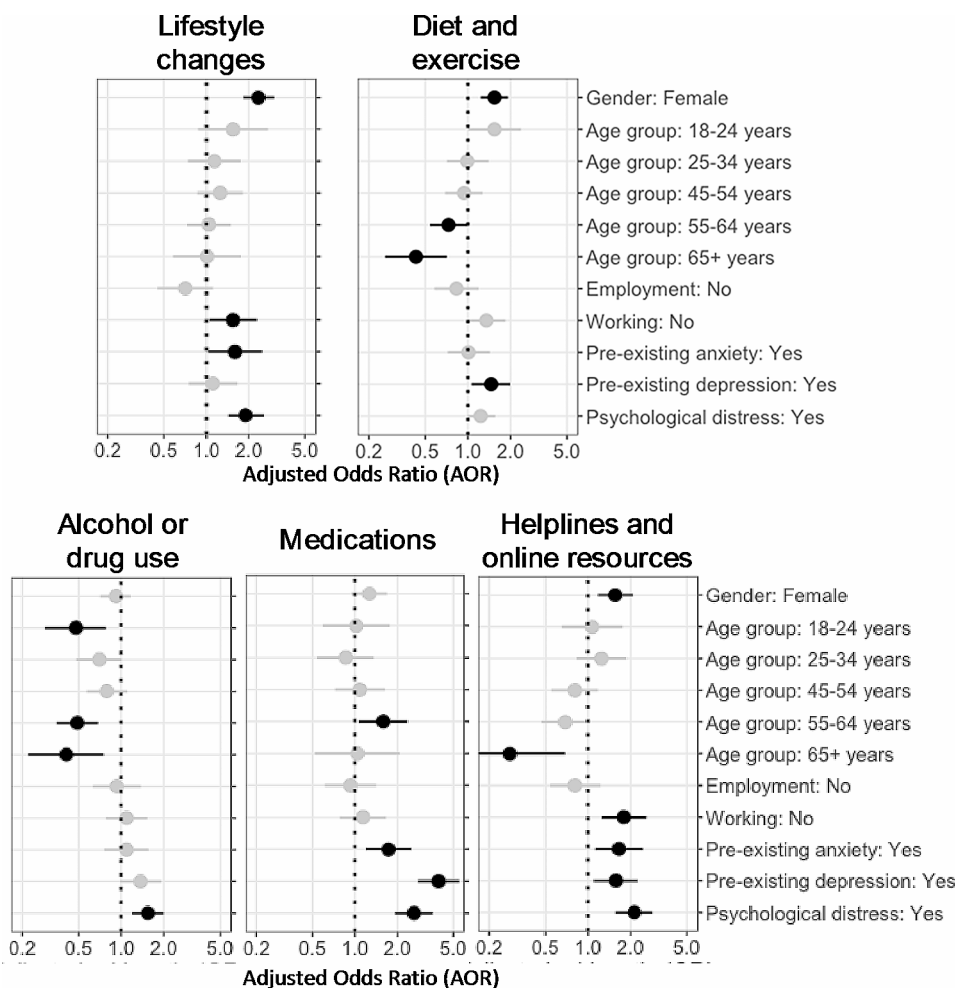 Lifestyle
changes
Diet and
exercise
Gender: Female
Age group: 18-24 years
Age group: 25-34 years
Age group: 45-54 years
Age group: 55-64 years
Age group: 65+ years
Employment: No
Working: No
Pre-existing anxiety: Yes
Pre-existing depression: Yes
Psychological distress: Yes
0.2 0.5 1.0 2.0 5.0 0.2 0.5 1.0 2.0 5.0
Adjusted Odds Ratio (AOR) Adjusted Odds Ratio (AOR)
Alcohol or
drug use
Medications
Helplines and
online resources
Gender: Female
Age group: 18-24 years
Age group: 25-34 years
Age group: 45-54 years
Age group: 55-64 years
Age group: 65+ years
Employment: No
Working: No
Pre-existing anxiety: Yes
Pre-existing depression: Yes
Psychological distress: Yes
0.2 0.5 1.0 2.0 5.0 0.2 0.5 1.0 2.0 5.0 0.2 0.5 1.0 2.0 5.0
Adjusted Odds Ratio (AOR)